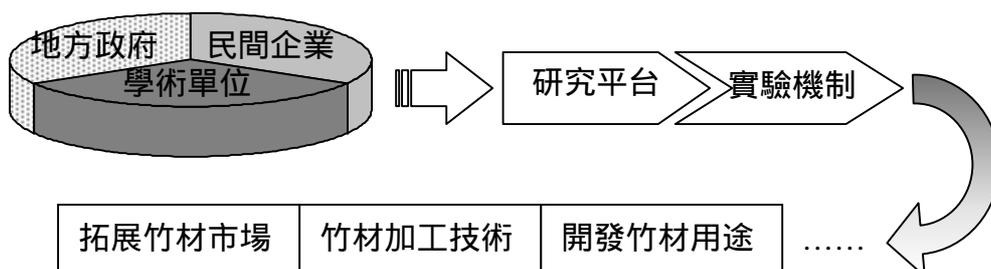 地方政府 民間企業
學術單位
研究平台 實驗機制
拓展竹材市場 竹材加工技術 開發竹材用途 ……